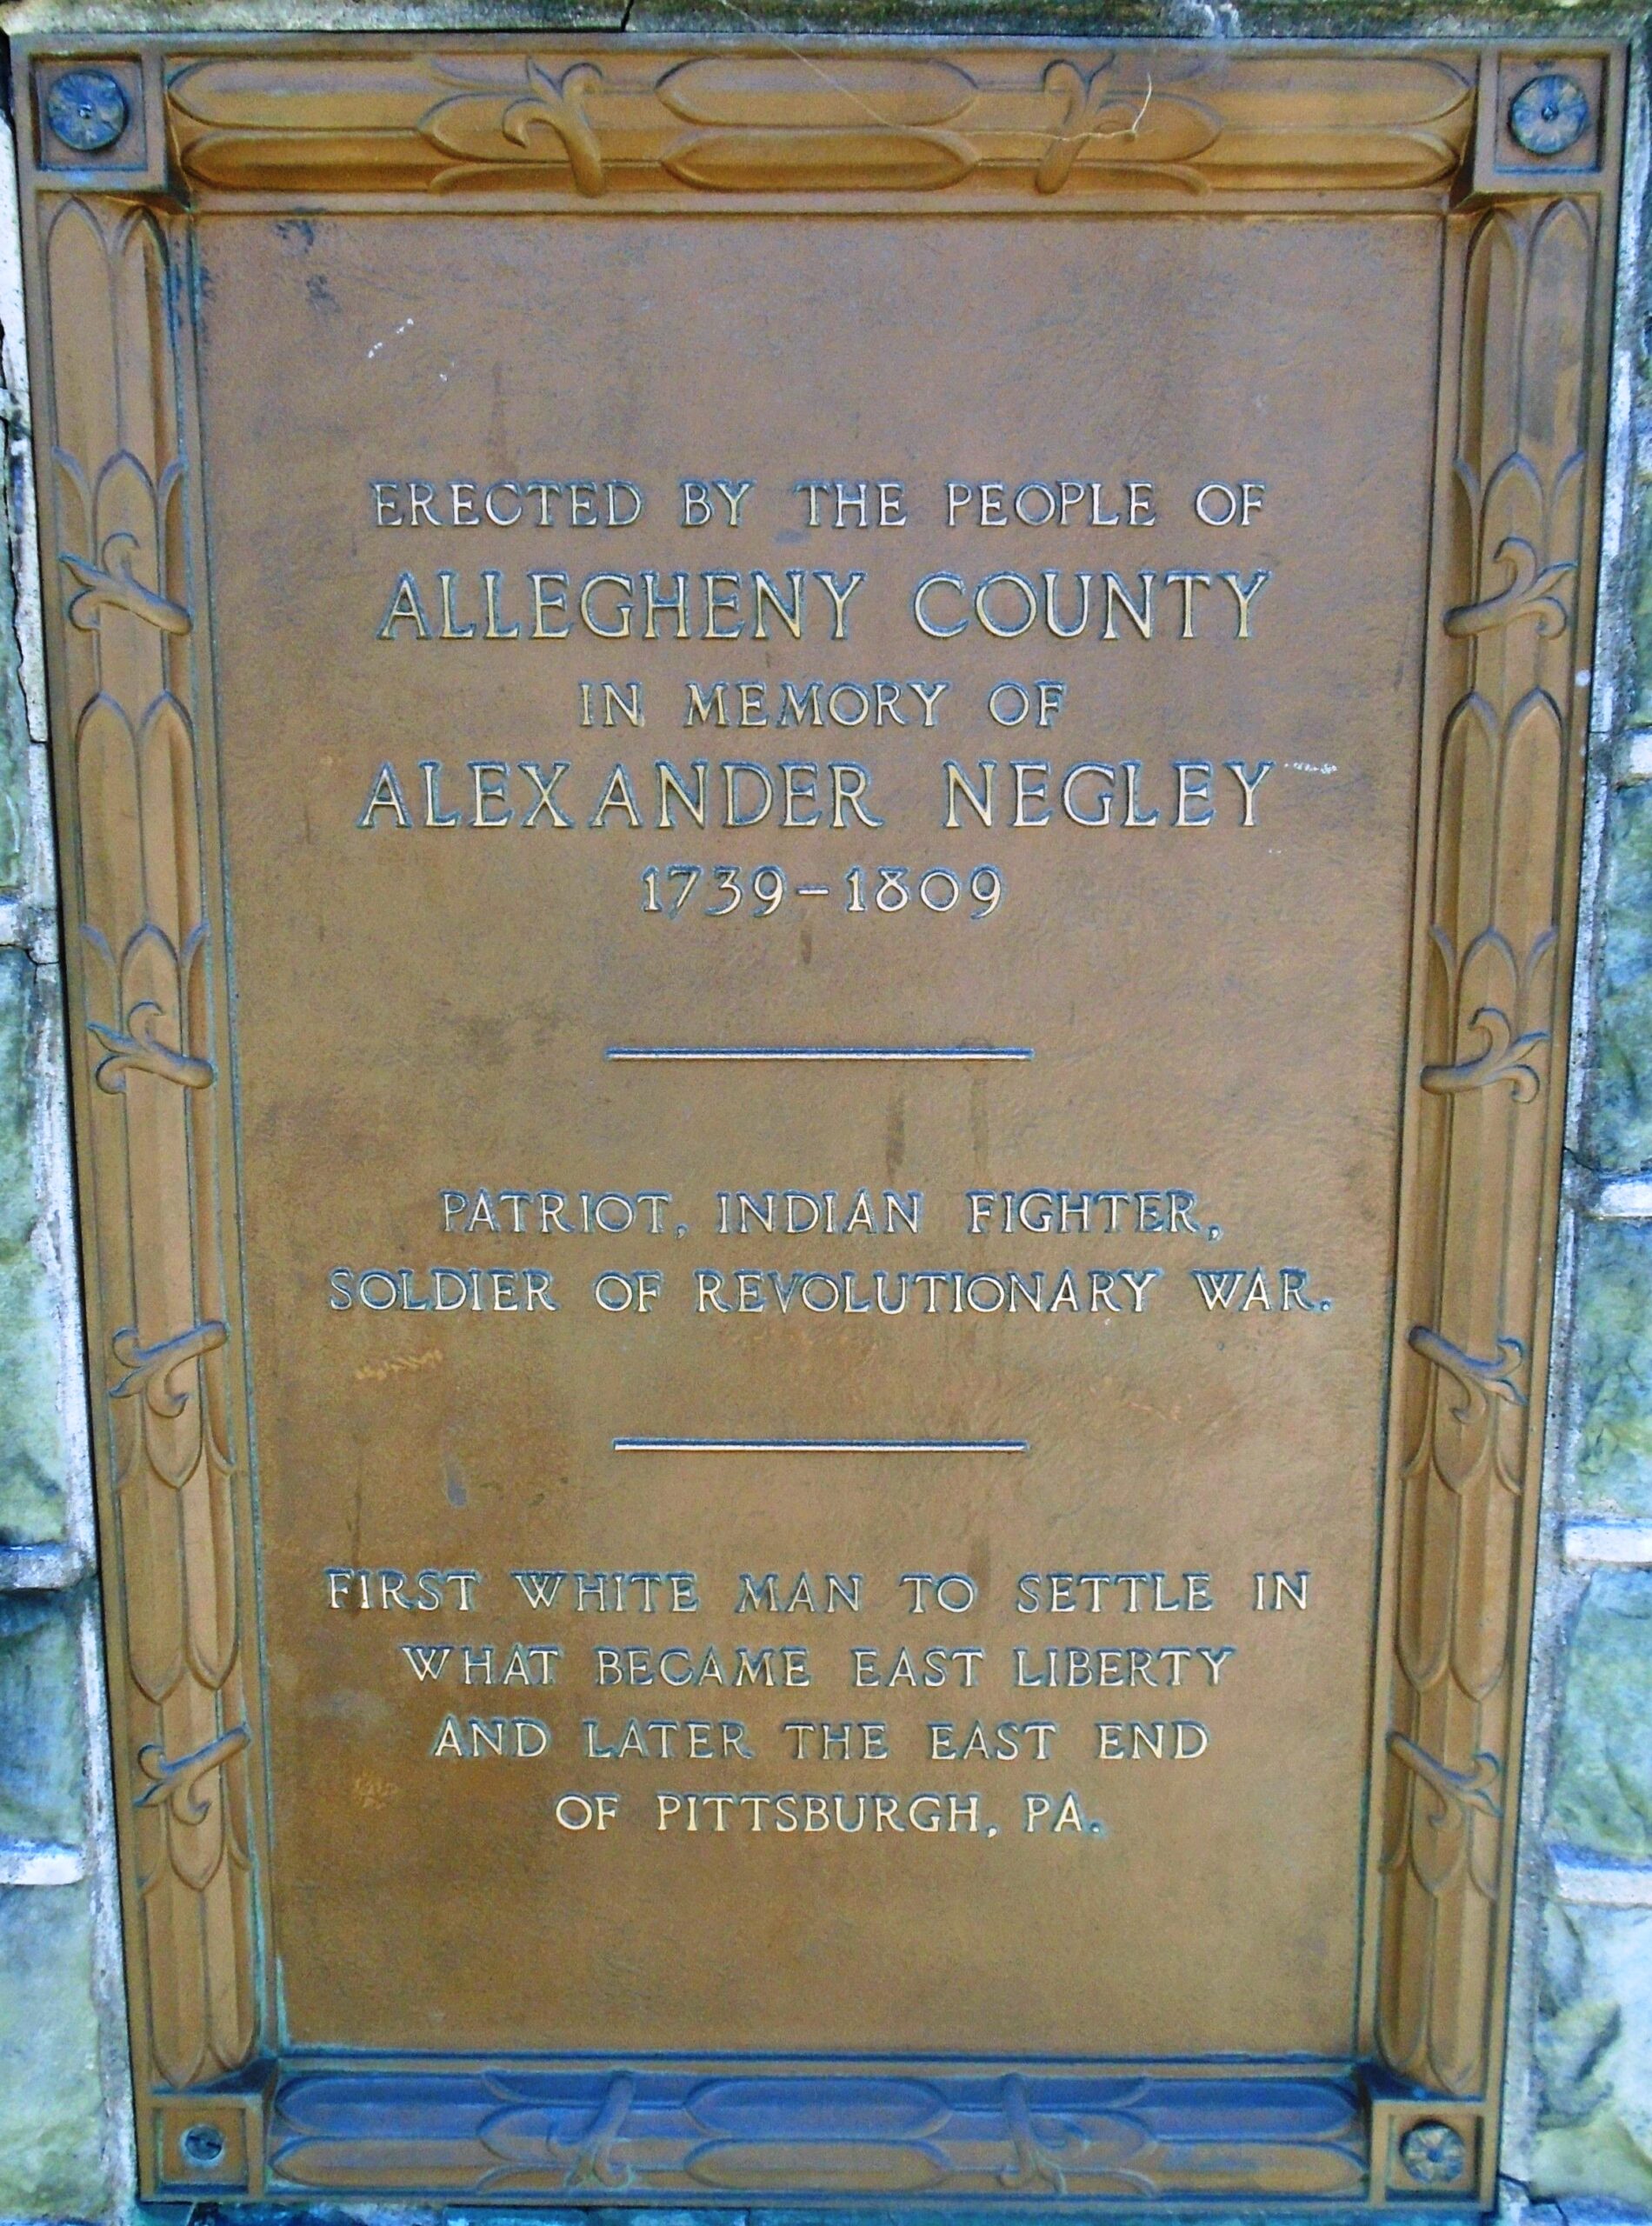 ERECTED BY THE PEOPLE OF
ALLEGHENY COUNTY
IN MEMORY OF
ALEXANDER NEGLEY
1739–1809
PATRIOT, INDIAN FIGHTER,
SOLDIER OF REVOLUTIONARY WAR.
FIRST WHITE MAN TO SETTLE IN
WHAT BECAME EAST LIBERTY
AND LATER THE EAST END
OF PITTSBURGH, PA.